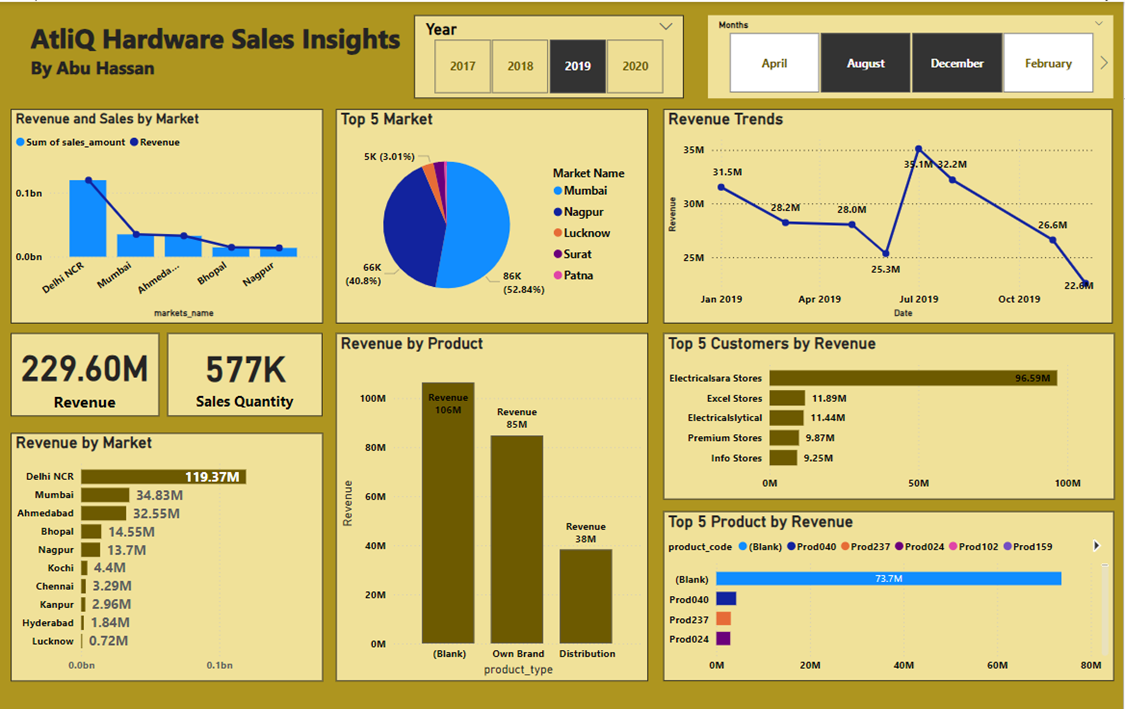 AtliQ Hardware Sales Insights
By Abu Hassan
Year
2017 2018 2019 2020
Months
April August December February
Revenue and Sales by Market
Sum of sales_amount Revenue
0.1bn
0.0bn
Delhi NCR Mumbai Ahmeda... Bhopal Nagpur
markets_name
Top 5 Market
5K (3.01%)
66K
(40.8%)
86K
(52.84%)
Market Name
Mumbai
Nagpur
Lucknow
Surat
Patna
Revenue Trends
Revenue
35M
30M
25M
31.5M
28.2M
28.0M
25.3M
35.1M
32.2M
26.6M
22.6M
Jan 2019 Apr 2019 Jul 2019 Oct 2019
Date
229.60M
Revenue
577K
Sales Quantity
Revenue by Market
Delhi NCR 119.37M
Mumbai 34.83M
Ahmedabad 32.55M
Bhopal 14.55M
Nagpur 13.7M
Kochi 4.4M
Chennai 3.29M
Kanpur 2.96M
Hyderabad 1.84M
Lucknow 0.72M
0.0bn 0.1bn
Revenue by Product
Revenue
100M
80M
60M
40M
20M
0M
Revenue
106M
Revenue
85M
Revenue
38M
(Blank) Own Brand Distribution
product_type
Top 5 Customers by Revenue
Electricalsara Stores 96.59M
Excel Stores 11.89M
Electricalslytical 11.44M
Premium Stores 9.87M
Info Stores 9.25M
0M 50M 100M
Top 5 Product by Revenue
product_code (Blank) Prod040 Prod237 Prod024 Prod102 Prod159
(Blank) 73.7M
Prod040
Prod237
Prod024
0M 20M 40M 60M 80M